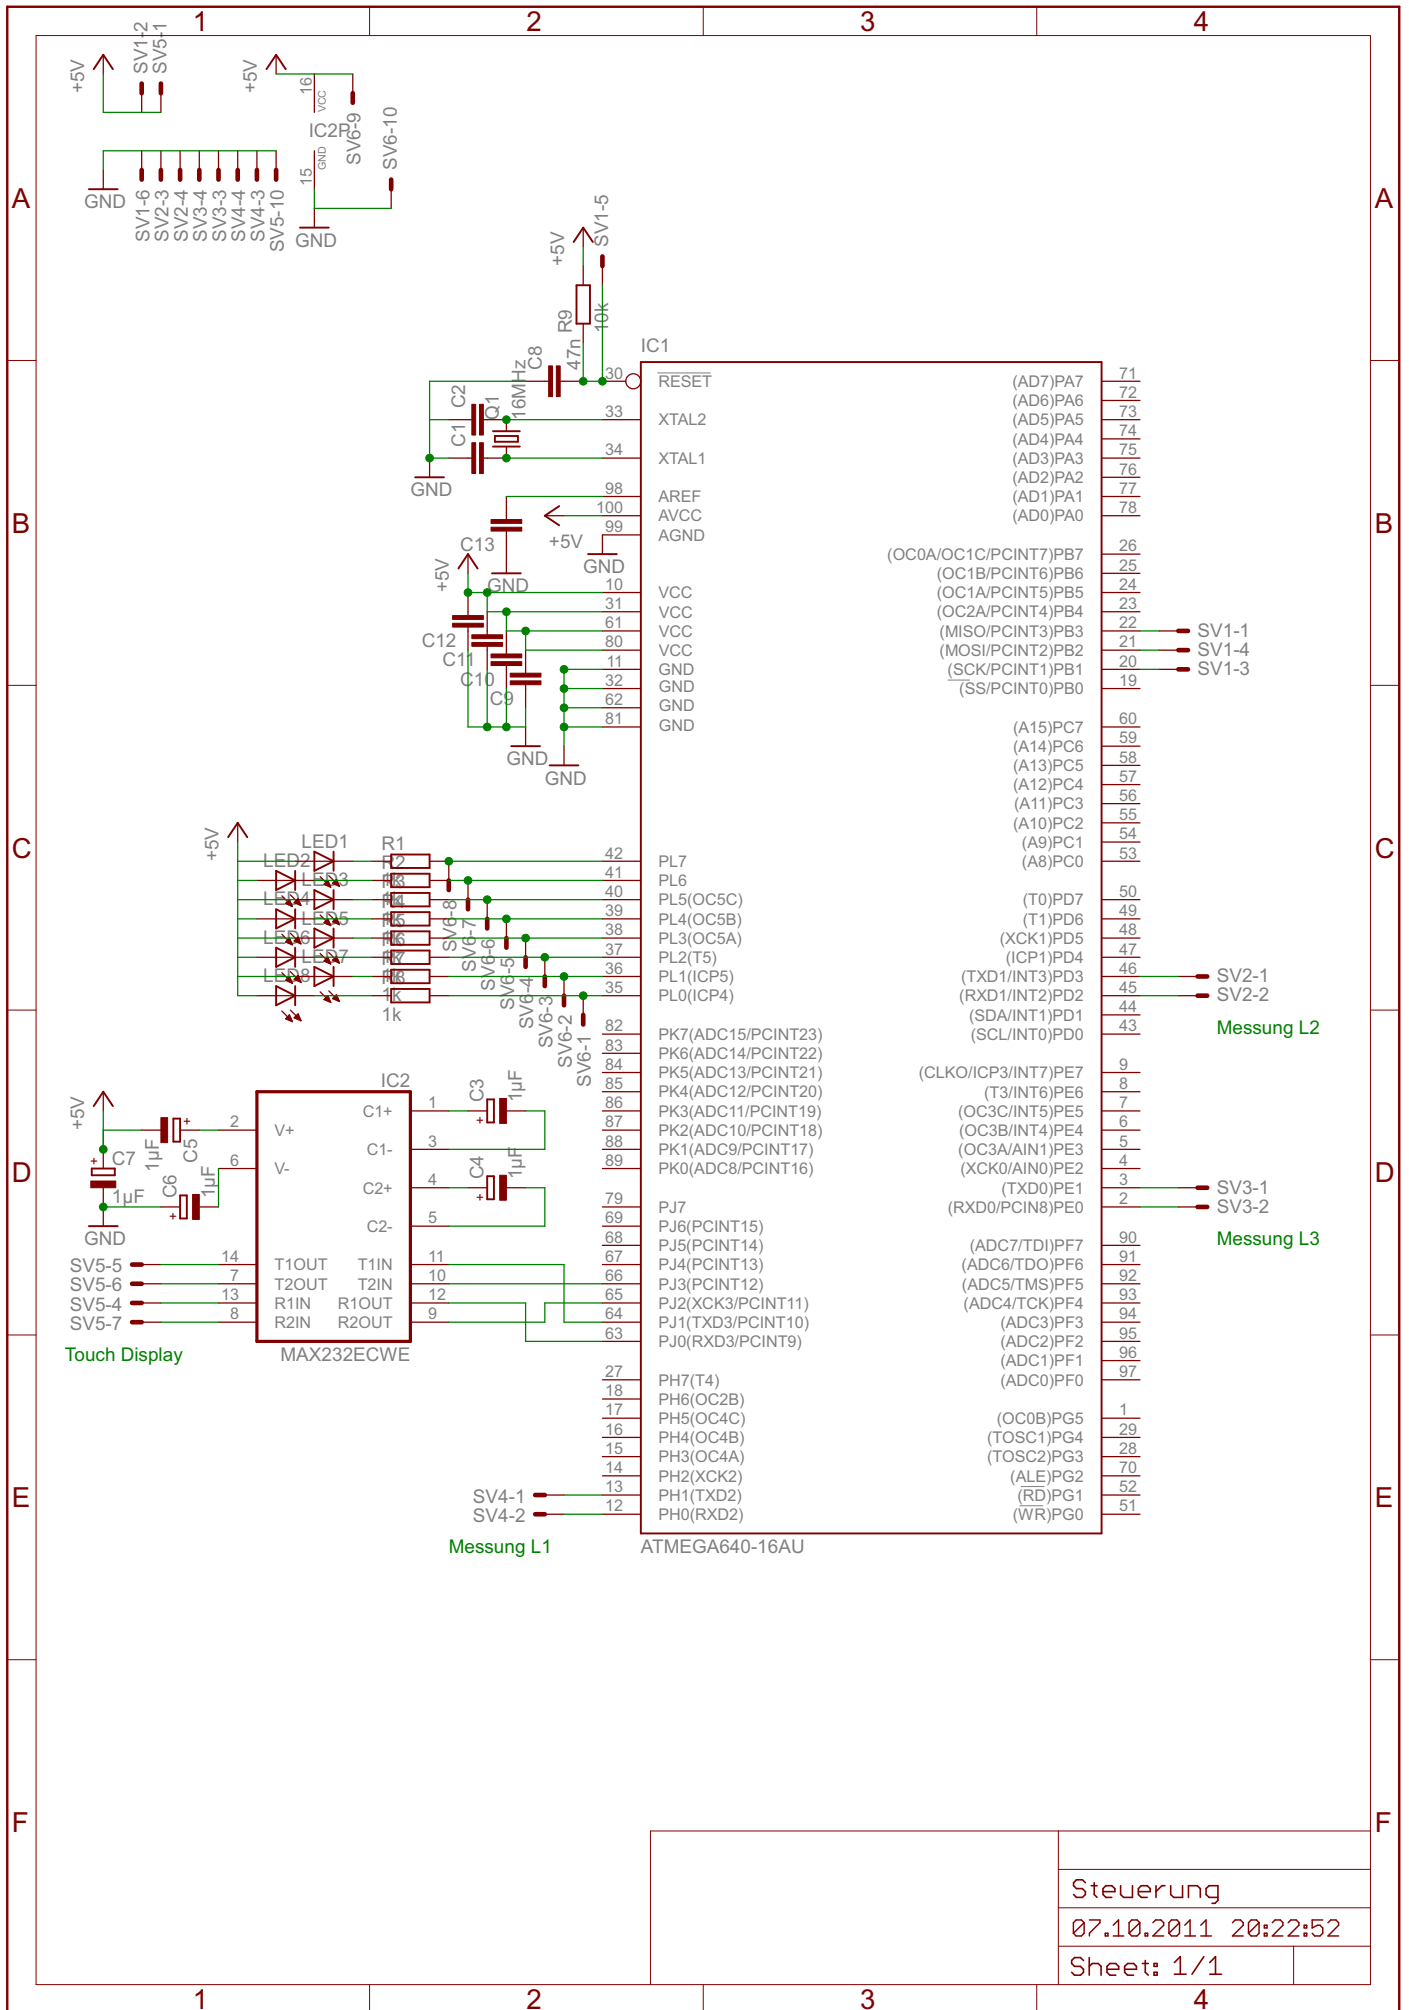 1 2 3 4
A A
B B
C C
D D
E E
F F
+5V
SV1-2
SV5-1
+5V
16
VCC
IC2P
SV6-9
SV6-10
GND
15
GND
GND
SV1-6
SV2-3
SV2-4
SV3-4
SV3-3
SV4-4
SV4-3
SV5-10
+5V
SV1-5
R9
10k
C8
47n
C2
C1
Q1
16MHz
GND
C13
GND
+5V
GND
+5V
C12
C11
C10
C9
GND
GND
IC1
30 RESET
33 XTAL2
34 XTAL1
98 AREF
100 AVCC
99 AGND
10 VCC
31 VCC
61 VCC
80 VCC
11 GND
32 GND
62 GND
81 GND
42 PL7
41 PL6
40 PL5(OC5C)
39 PL4(OC5B)
38 PL3(OC5A)
37 PL2(T5)
36 PL1(ICP5)
35 PL0(ICP4)
82 PK7(ADC15/PCINT23)
83 PK6(ADC14/PCINT22)
84 PK5(ADC13/PCINT21)
85 PK4(ADC12/PCINT20)
86 PK3(ADC11/PCINT19)
87 PK2(ADC10/PCINT18)
88 PK1(ADC9/PCINT17)
89 PK0(ADC8/PCINT16)
79 PJ7
69 PJ6(PCINT15)
68 PJ5(PCINT14)
67 PJ4(PCINT13)
66 PJ3(PCINT12)
65 PJ2(XCK3/PCINT11)
64 PJ1(TXD3/PCINT10)
63 PJ0(RXD3/PCINT9)
27 PH7(T4)
18 PH6(OC2B)
17 PH5(OC4C)
16 PH4(OC4B)
15 PH3(OC4A)
14 PH2(XCK2)
13 PH1(TXD2)
12 PH0(RXD2)
(AD7)PA7 71
(AD6)PA6 72
(AD5)PA5 73
(AD4)PA4 74
(AD3)PA3 75
(AD2)PA2 76
(AD1)PA1 77
(AD0)PA0 78
(OC0A/OC1C/PCINT7)PB7 26
(OC1B/PCINT6)PB6 25
(OC1A/PCINT5)PB5 24
(OC2A/PCINT4)PB4 23
(MISO/PCINT3)PB3 22 SV1-1
(MOSI/PCINT2)PB2 21 SV1-4
(SCK/PCINT1)PB1 20 SV1-3
(SS/PCINT0)PB0 19
(A15)PC7 60
(A14)PC6 59
(A13)PC5 58
(A12)PC4 57
(A11)PC3 56
(A10)PC2 55
(A9)PC1 54
(A8)PC0 53
(T0)PD7 50
(T1)PD6 49
(XCK1)PD5 48
(ICP1)PD4 47
(TXD1/INT3)PD3 46 SV2-1
(RXD1/INT2)PD2 45 SV2-2
(SDA/INT1)PD1 44
(SCL/INT0)PD0 43
Messung L2
(CLKO/ICP3/INT7)PE7 9
(T3/INT6)PE6 8
(OC3C/INT5)PE5 7
(OC3B/INT4)PE4 6
(OC3A/AIN1)PE3 5
(XCK0/AIN0)PE2 4
(TXD0)PE1 3 SV3-1
(RXD0/PCIN8)PE0 2 SV3-2
Messung L3
(ADC7/TDI)PF7 90
(ADC6/TDO)PF6 91
(ADC5/TMS)PF5 92
(ADC4/TCK)PF4 93
(ADC3)PF3 94
(ADC2)PF2 95
(ADC1)PF1 96
(ADC0)PF0 97
(OC0B)PG5 1
(TOSC1)PG4 29
(TOSC2)PG3 28
(ALE)PG2 70
(RD)PG1 52
(WR)PG0 51
ATMEGA640-16AU
+5V
LED1
LED2
LED3
LED4
LED5
LED6
LED7
LED8
R1
R2
1k
SV6-8
SV6-7
SV6-6
SV6-5
SV6-4
SV6-3
SV6-2
SV6-1
IC2
+5V
C7
1µF
1µF
C5
C6
1µF
GND
2 V+
6 V-
C1+ 1
C1- 3
C2+ 4
C2- 5
C3
1µF
C4
1µF
SV5-5 14 T1OUT T1IN 11
SV5-6 7 T2OUT T2IN 10
SV5-4 13 R1IN R1OUT 12
SV5-7 8 R2IN R2OUT 9
Touch Display
MAX232ECWE
SV4-1
SV4-2
Messung L1
Steuerung
07.10.2011 20:22:52
Sheet: 1/1
1 2 3 4